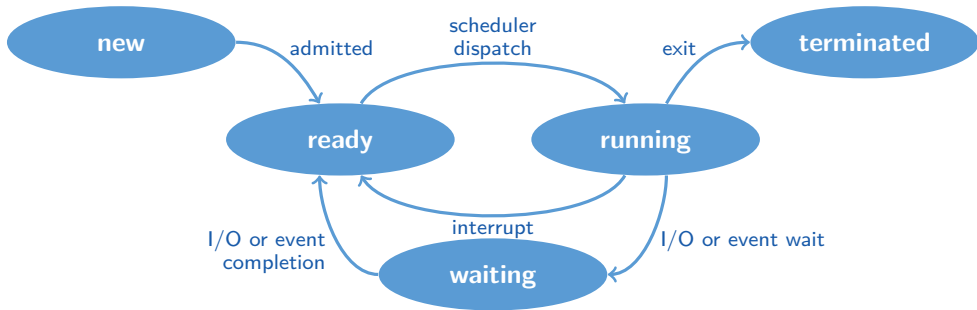 new
admitted
scheduler
dispatch
exit
terminated
ready
running
interrupt
I/O or event
completion
I/O or event wait
waiting